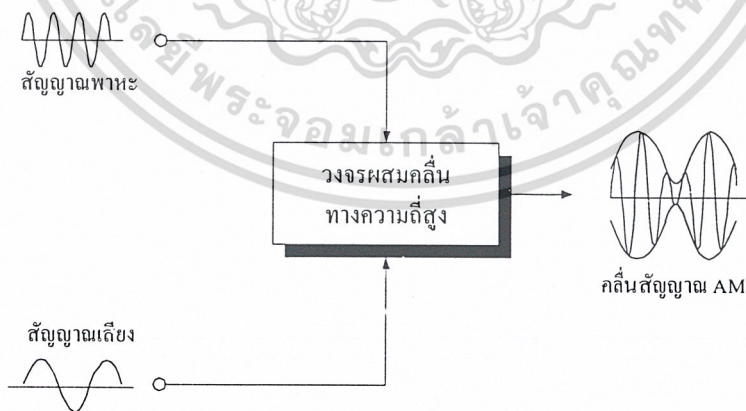 สัญญาณพาหะ
วงจรผสมคลื่น
ทางความถี่สูง
คลื่นสัญญาณ AM
สัญญาณเสียง